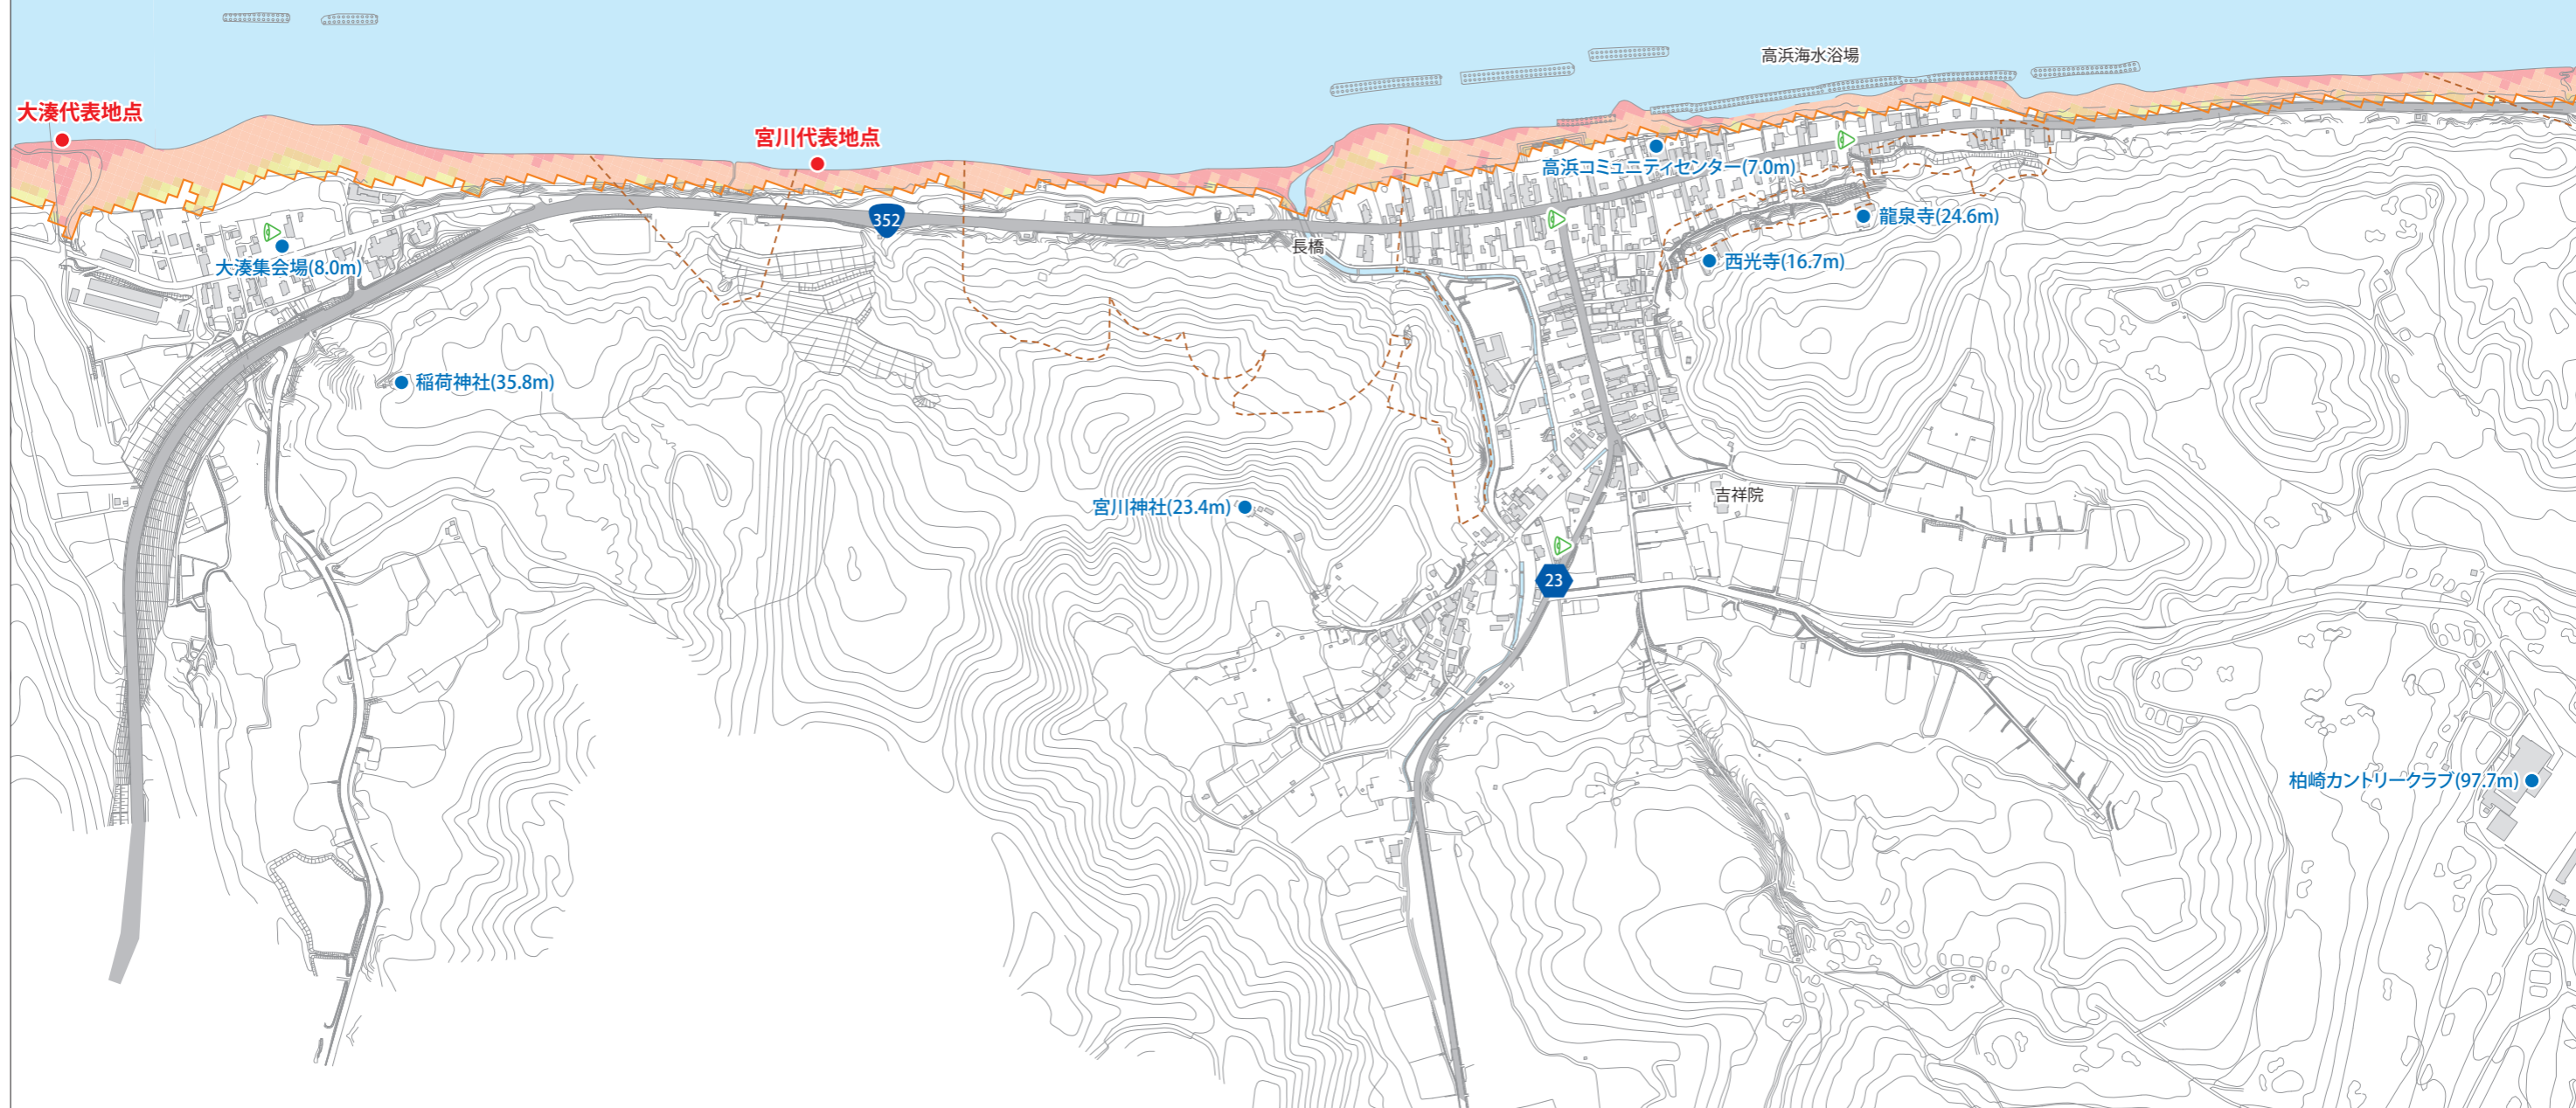 高浜海水浴場
大湊代表地点
宮川代表地点
高浜コミュニティセンター(7.0m)
352
龍泉寺(24.6m)
長橋
西光寺(16.7m)
大湊集会場(8.0m)
稲荷神社(35.8m)
吉祥院
宮川神社(23.4m)
23
柏崎カントリークラブ(97.7m)